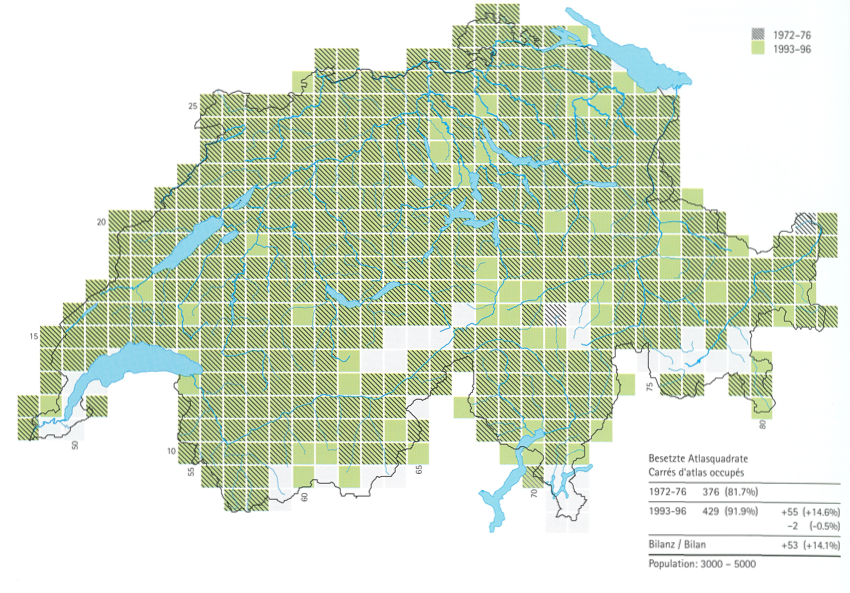 1972–76
1993–96
25
20
15
10
50
55
60
65
70
75
80
Besetzte Atlasquadrate
Carrés d'atlas occupés
1972–76 376 (81.7%)
1993–96 429 (91.9%) +55 (+14.6%)
–2 (-0.5%)
Bilanz / Bilan +53 (+14.1%)
Population: 3000 – 5000